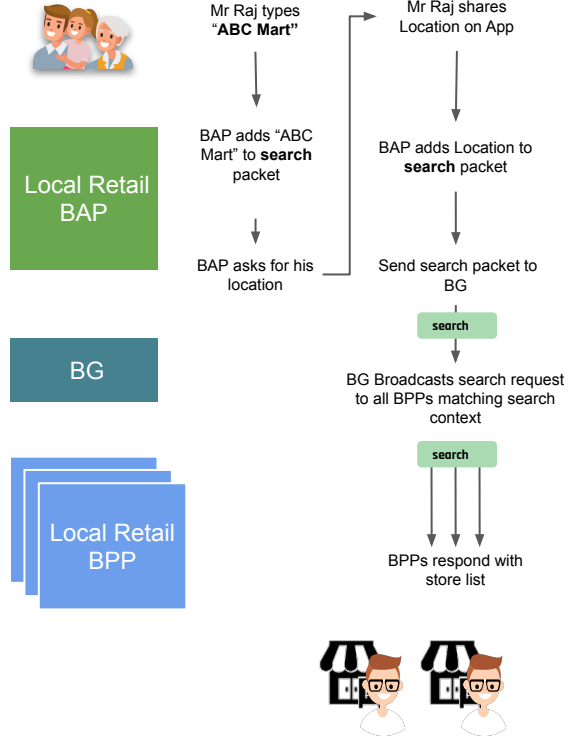 Mr Raj types
“ABC Mart”
Mr Raj shares
Location on App
Local Retail
BAP
BAP adds “ABC
Mart” to search
packet
BAP adds Location to
search packet
BAP asks for his
location
Send search packet to
BG
search
BG
BG Broadcasts search request
to all BPPs matching search
context
search
Local Retail
BPP
BPPs respond with
store list